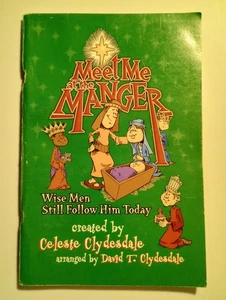 Meet Me
at the
MANGER
Wise Men
Still Follow Him Today
created by
Celeste Clydesdale
arranged by David T. Clydesdale